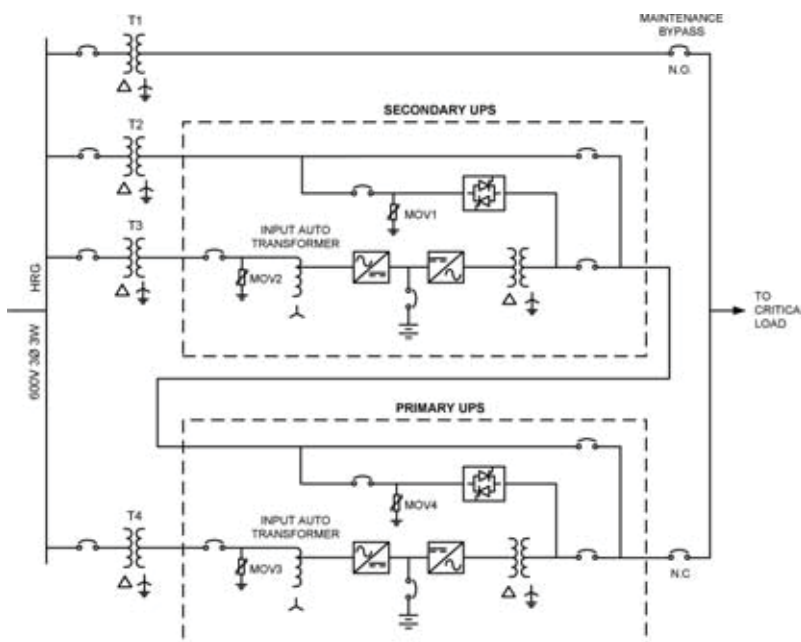 T1
MAINTENANCE
BYPASS
N.O.
SECONDARY UPS
T2
MOV1
T3
INPUT AUTO
TRANSFORMER
MOV2
HRG
600V 3Ø 3W
TO
CRITICA
LOAD
PRIMARY UPS
MOV4
T4
INPUT AUTO
TRANSFORMER
MOV3
N.C